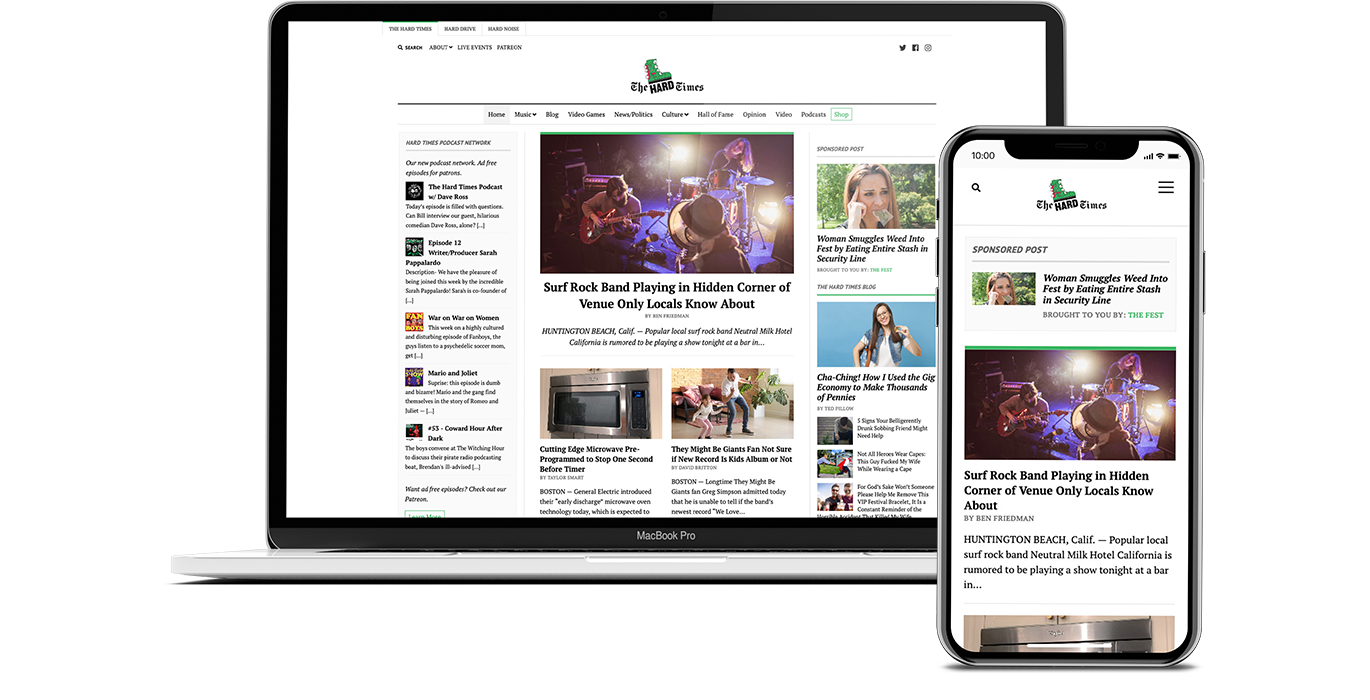 THE HARD TIMES HARD DRIVE HARD NOISE
SEARCH ABOUT LIVE EVENTS PATREON
The HARD Times
Home Music Blog Video Games News/Politics Culture Hall of Fame Opinion Video Podcasts Shop
HARD TIMES PODCAST NETWORK
Our new podcast network. Ad free
episodes for patrons.
The Hard Times Podcast
w/ Dave Ross
Today's episode is filled with questions.
Can Bill interview our guest, hilarious
comedian Dave Ross, alone? [...]
Episode 12
Writer/Producer Sarah
Pappalardo
Description- We have the pleasure of
being joined this week by the incredible
Sarah Pappalardo! Sarah is co-founder of
[...]
War on War on Women
This week on a highly cultured
and disturbing episode of Fanboys, the
guys listen to a psychedelic soccer mom,
get [...]
Mario and Joliet
Suprise: this episode is dumb
and bizarre! Mario and the gang find
themselves in the story of Romeo and
Juliet — [...]
#53 - Coward Hour After
Dark
The boys convene at The Witching Hour
to discuss their pirate radio podcasting
boat, Brendan's ill-advised [...]
Want ad free episodes? Check our
Patreon.
Learn More
Surf Rock Band Playing in Hidden Corner of
Venue Only Locals Know About
BY BEN FRIEDMAN
HUNTINGTON BEACH, Calif. — Popular local surf rock band Neutral Milk Hotel
California is rumored to be playing a show tonight at a bar in...
Cutting Edge Microwave Pre-
Programmed to Stop One Second
Before Timer
BY TAYLOR SMART
BOSTON — General Electric introduced
their "early discharge" microwave oven
technology today, which is expected to
They Might Be Giants Fan Not Sure
if New Record Is Kids Album or Not
BY DAVID BRITTON
BOSTON — Longtime They Might Be
Giants fan Greg Simpson admitted today
that he is unable to tell if the band's
newest record "We Love...
SPONSORED POST
Woman Smuggles Weed Into
Fest by Eating Entire Stash in
Security Line
BROUGHT TO YOU BY: THE FEST
THE HARD TIMES BLOG
Cha-Ching! How I Used the Gig
Economy to Make Thousands
of Pennies
BY TED PILLOW
5 Signs Your Belligerently
Drunk Sobbing Friend Might
Need Help
Not All Heroes Wear Capes:
This Guy Fucked My Wife
While Wearing a Cape
For God's Sake Won't Someone
Please Help Me Remove This
VIP Festival Bracelet, It Is a
Constant Reminder of the
Horrible Accident That Killed My Wife
MacBook Pro
10:00
The HARD Times
SPONSORED POST
Woman Smuggles Weed Into
Fest by Eating Entire Stash
in Security Line
BROUGHT TO YOU BY: THE FEST
Surf Rock Band Playing in Hidden
Corner of Venue Only Locals Know
About
BY BEN FRIEDMAN
HUNTINGTON BEACH, Calif. — Popular local
surf rock band Neutral Milk Hotel California is
rumored to be playing a show tonight at a bar
in...